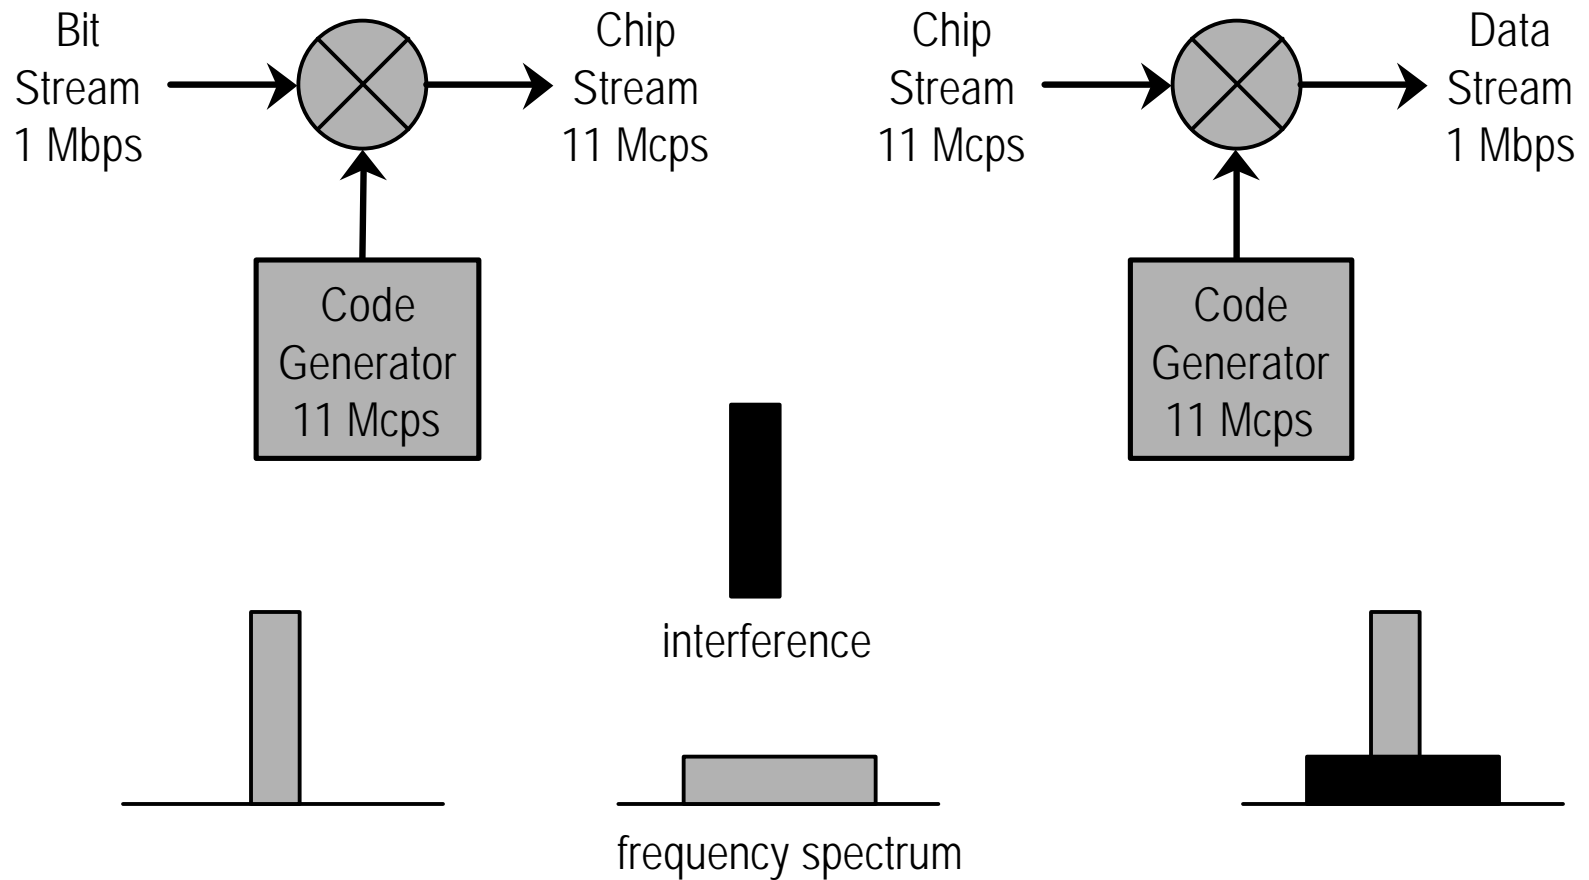 Bit
Stream
1 Mbps
Chip
Stream
11 Mcps
Chip
Stream
11 Mcps
Data
Stream
1 Mbps
Code
Generator
11 Mcps
Code
Generator
11 Mcps
interference
frequency spectrum